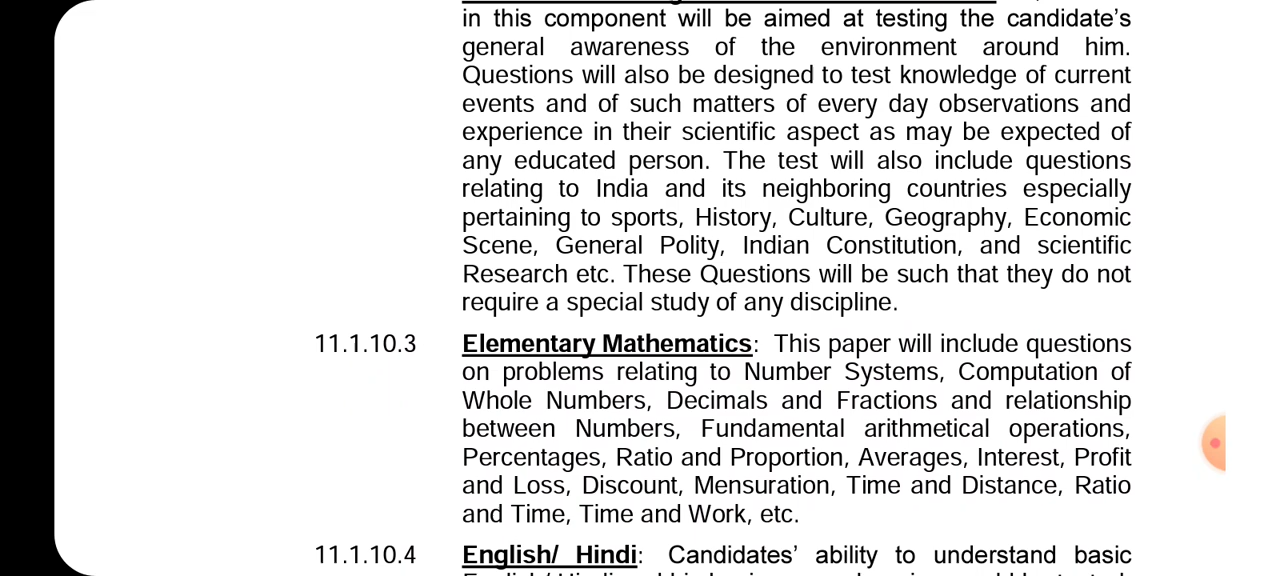 in this component will be aimed at testing the candidate’s
general awareness of the environment around him.
Questions will also be designed to test knowledge of current
events and of such matters of every day observations and
experience in their scientific aspect as may be expected of
any educated person. The test will also include questions
relating to India and its neighboring countries especially
pertaining to sports, History, Culture, Geography, Economic
Scene, General Polity, Indian Constitution, and scientific
Research etc. These Questions will be such that they do not
require a special study of any discipline.
11.1.10.3 Elementary Mathematics: This paper will include questions
on problems relating to Number Systems, Computation of
Whole Numbers, Decimals and Fractions and relationship
between Numbers, Fundamental arithmetical operations,
Percentages, Ratio and Proportion, Averages, Interest, Profit
and Loss, Discount, Mensuration, Time and Distance, Ratio
and Time, Time and Work, etc.
11.1.10.4 English/ Hindi: Candidates’ ability to understand basic